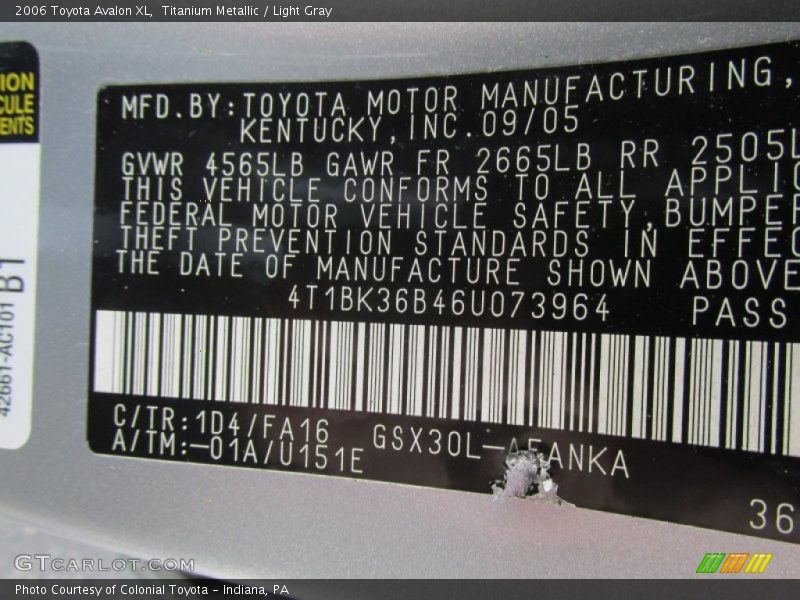 2006 Toyota Avalon XL, Titanium Metallic / Light Gray
ION
CULE
ENTS
42661-AC101
B1
MFD.BY:TOYOTA MOTOR MANUFACTURING,
KENTUCKY,INC.09/05
GVWR 4565LB GAWR FR 2665LB RR 2505L
THIS VEHICLE CONFORMS TO ALL APPLIC
FEDERAL MOTOR VEHICLE SAFETY,BUMPER
THEFT PREVENTION STANDARDS IN EFFEC
THE DATE OF MANUFACTURE SHOWN ABOVE
4T1BK36B46U073964 PASS
C/TR:1D4/FA16 GSX30L-AEANKA
A/TM:-01A/U151E
36
GTCARLOT.COM
Photo Courtesy of Colonial Toyota - Indiana, PA